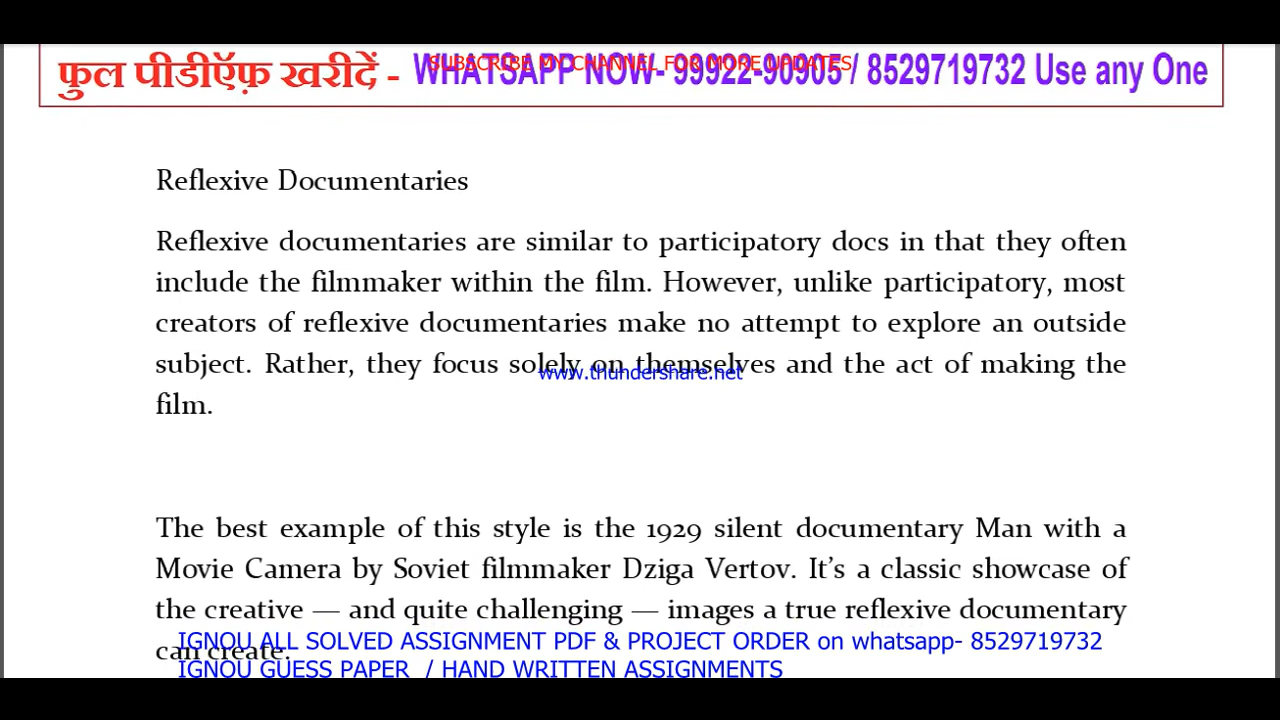 SUBSCRIBE MY CHANNEL FOR MORE UPDATES
फुल पीडीऍफ़ खरीदें - WHATSAPP NOW- 99922-90905 / 8529719732 Use any One
Reflexive Documentaries
Reflexive documentaries are similar to participatory docs in that they often
include the filmmaker within the film. However, unlike participatory, most
creators of reflexive documentaries make no attempt to explore an outside
subject. Rather, they focus solely on themselves and the act of making the
www.thundershare.net
film.
The best example of this style is the 1929 silent documentary Man with a
Movie Camera by Soviet filmmaker Dziga Vertov. It’s a classic showcase of
the creative — and quite challenging — images a true reflexive documentary
can create.
IGNOU ALL SOLVED ASSIGNMENT PDF & PROJECT ORDER on whatsapp- 8529719732
IGNOU GUESS PAPER / HAND WRITTEN ASSIGNMENTS